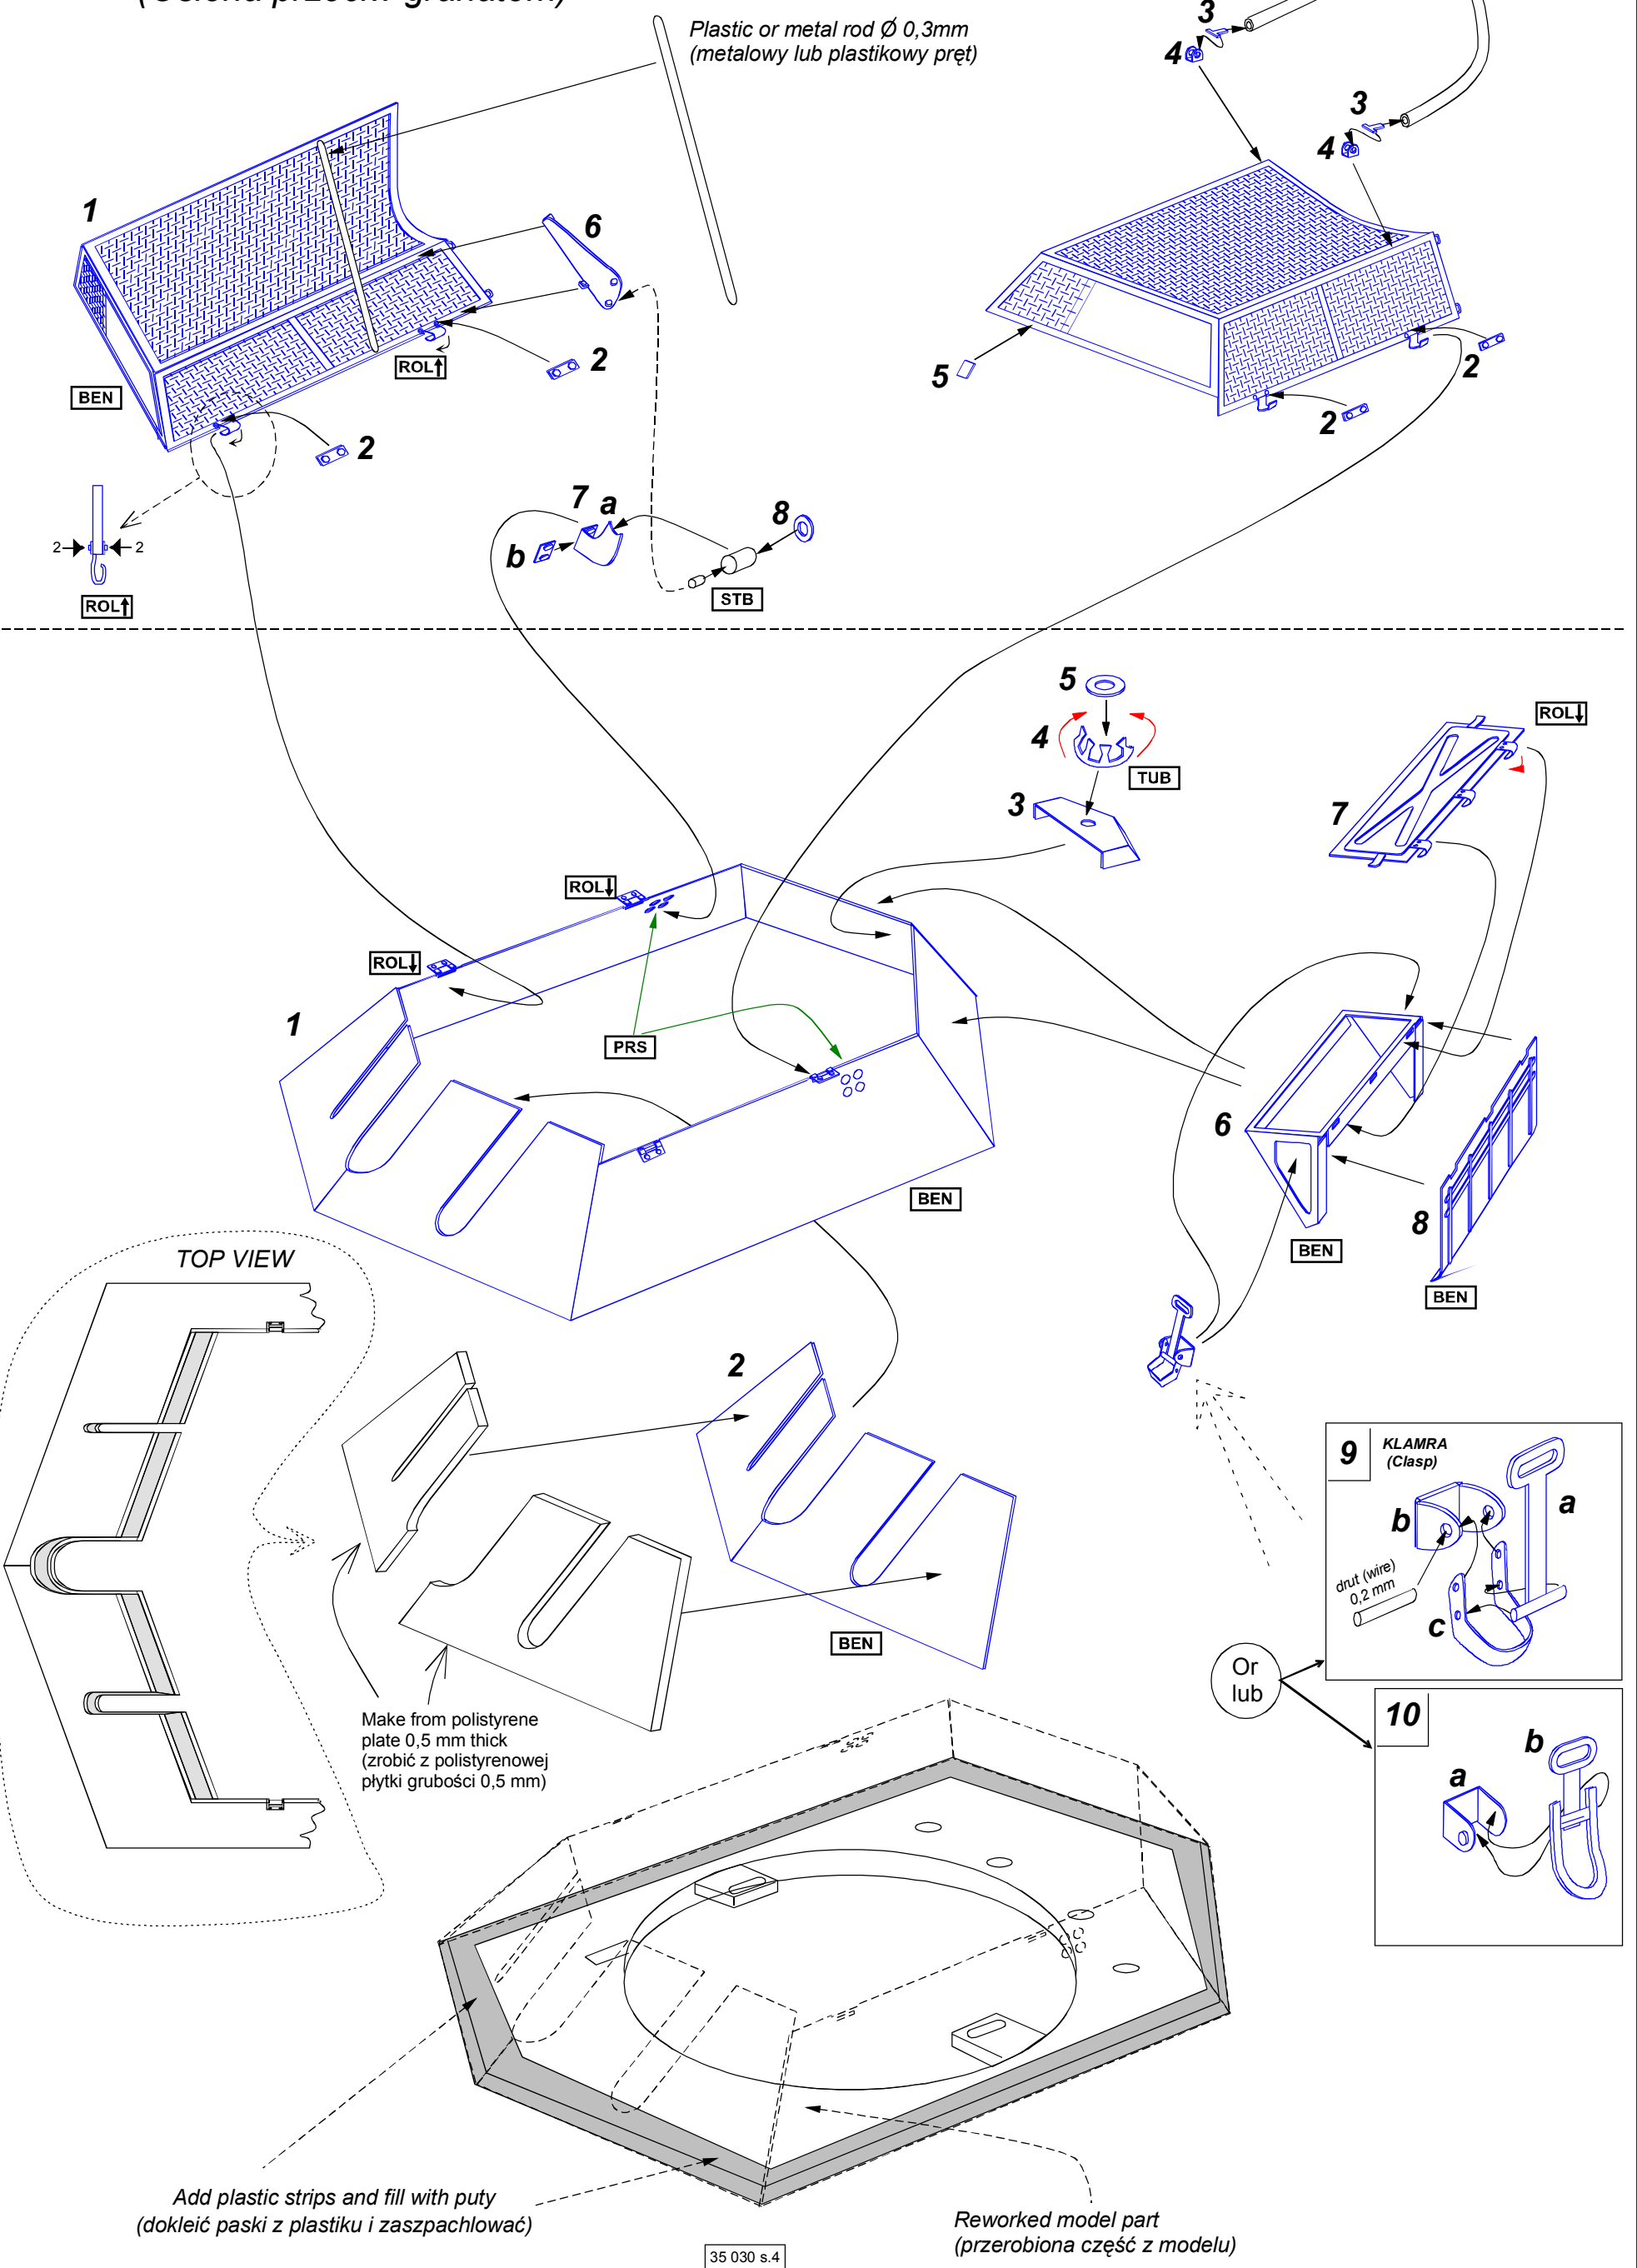 (Osłona przeciw granatom)
Plastic or metal rod Ø 0,3mm
(metalowy lub plastikowy pręt)
3
4
3
4
1
6
2
ROL↑
BEN
2
5
2
2
7 a
8
b
2 2
STB
ROL↑
5
4
TUB
3
ROL↓
7
ROL↓
ROL↓
1
PRS
6
BEN
8
BEN
BEN
TOP VIEW
2
9
KLAMRA
(Clasp)
a
b
drut (wire)
0,2 mm
c
BEN
Or
lub
10
b
a
Make from polistyrene
plate 0,5 mm thick
(zrobić z polistyrenowej
płytki grubości 0,5 mm)
Add plastic strips and fill with puty
(dokleić paski z plastiku i zaszpachlować)
Reworked model part
(przerobiona część z modelu)
35 030 s.4